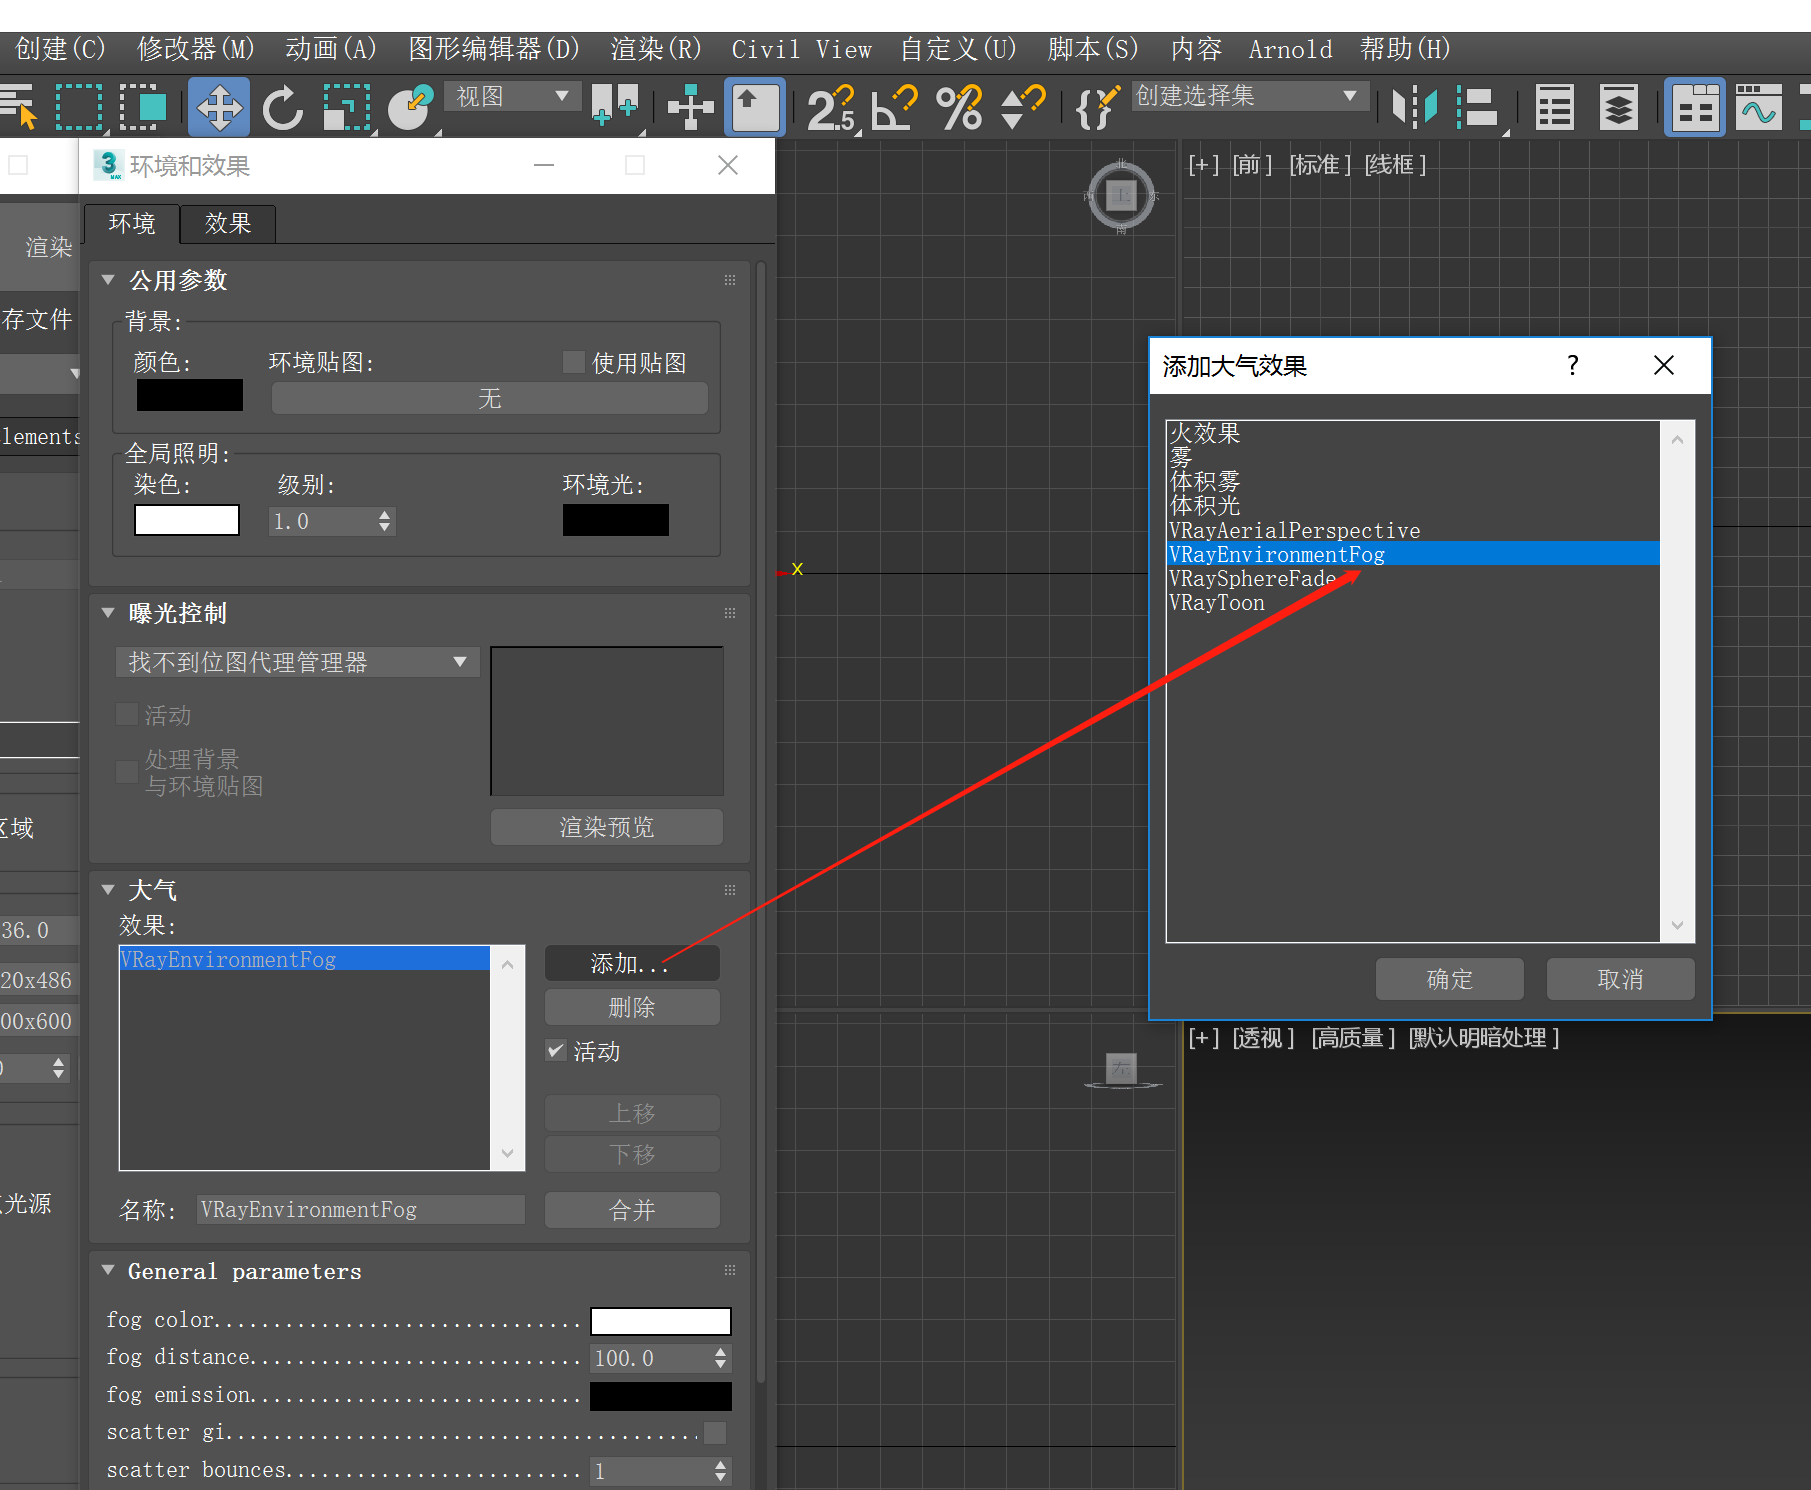 创建(C) 修改器(M) 动画(A) 图形编辑器(D) 渲染(R) Civil View 自定义(U) 脚本(S) 内容 Arnold 帮助(H)
视图
2.5
创建选择集
3 MAX 环境和效果
环境 效果
渲染
存文件
lements
区域
36.0
20x486
00x600
光源
公用参数
背景:
颜色: 环境贴图: 使用贴图
无
全局照明:
染色: 级别: 环境光:
1.0
曝光控制
找不到位图代理管理器
活动
处理背景
与环境贴图
渲染预览
大气
效果:
VRayEnvironmentFog
添加...
删除
活动
上移
下移
名称: VRayEnvironmentFog
合并
General parameters
fog color...............................
fog distance............................ 100.0
fog emission............................
scatter gi........................................
scatter bounces......................... 1
x
北
西 上 东
南
[+] [前] [标准] [线框]
添加大气效果 ?
火效果
雾
体积雾
体积光
VRayAerialPerspective
VRayEnvironmentFog
VRaySphereFade
VRayToon
确定 取消
左
[+] [透视] [高质量] [默认明暗处理]